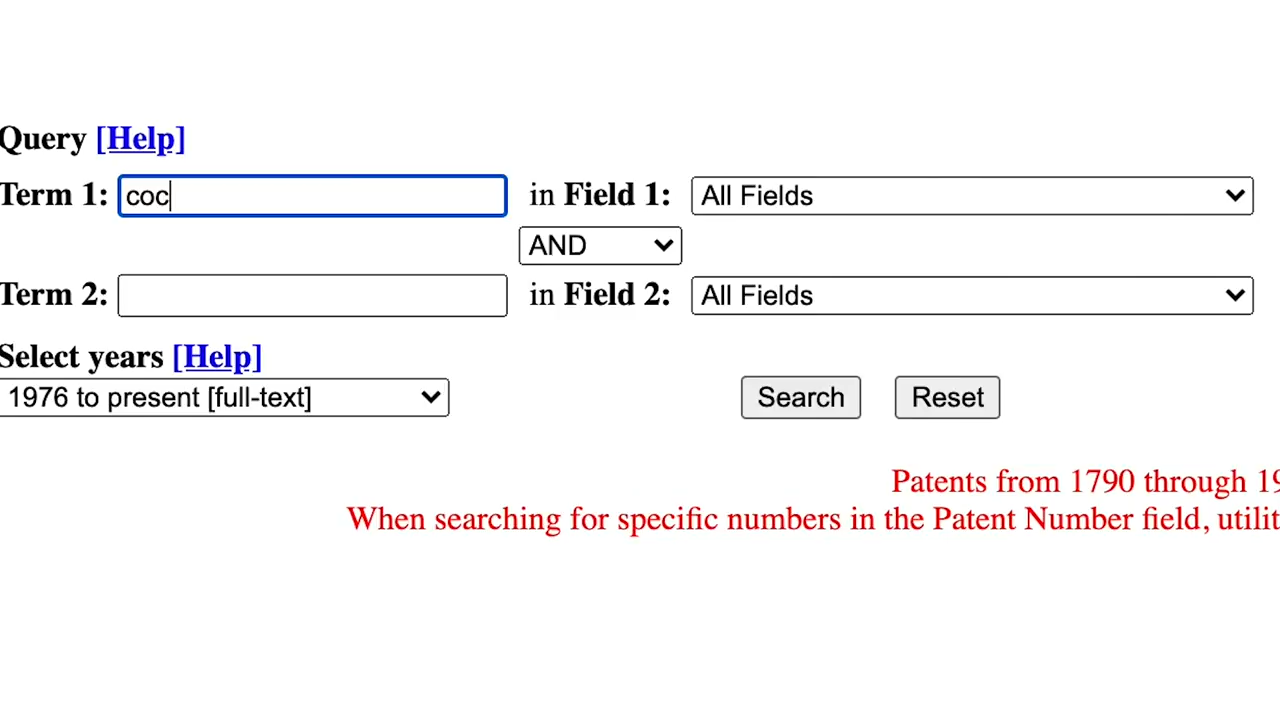 Query [Help]
Term 1: coc in Field 1: All Fields
AND
Term 2: in Field 2: All Fields
Select years [Help]
1976 to present [full-text] Search Reset
Patents from 1790 through 19
When searching for specific numbers in the Patent Number field, utilit